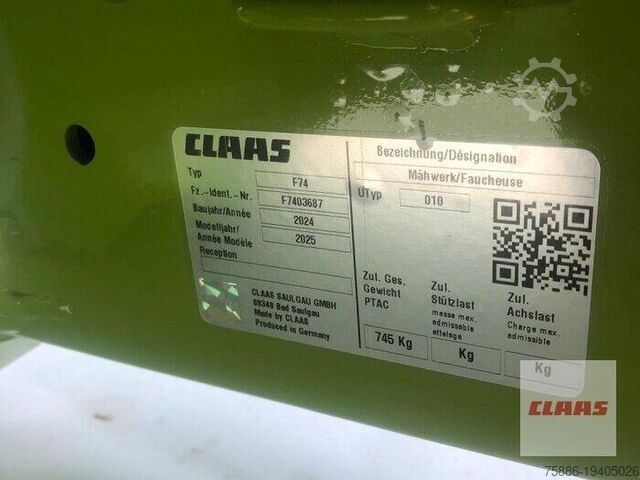 CLAAS
Bezeichnung/Désignation
Mähwerk/Faucheuse
Typ F74
UTyp 010
Fz.-Ident.-Nr. F7403687
Baujahr/Année 2024
Modelljahr/
Année Modèle 2025
Reception
CLAAS SAULGAU GMBH
88348 Bad Saulgau
Made by CLAAS
Produced in Germany
Zul. Ges.
Gewicht
PTAC
745 Kg
Zul.
Stützlast
masse max.
admissible
attelage
Kg
Zul.
Achslast
Charge max.
admissible
Kg
CLAAS
75886-19405026